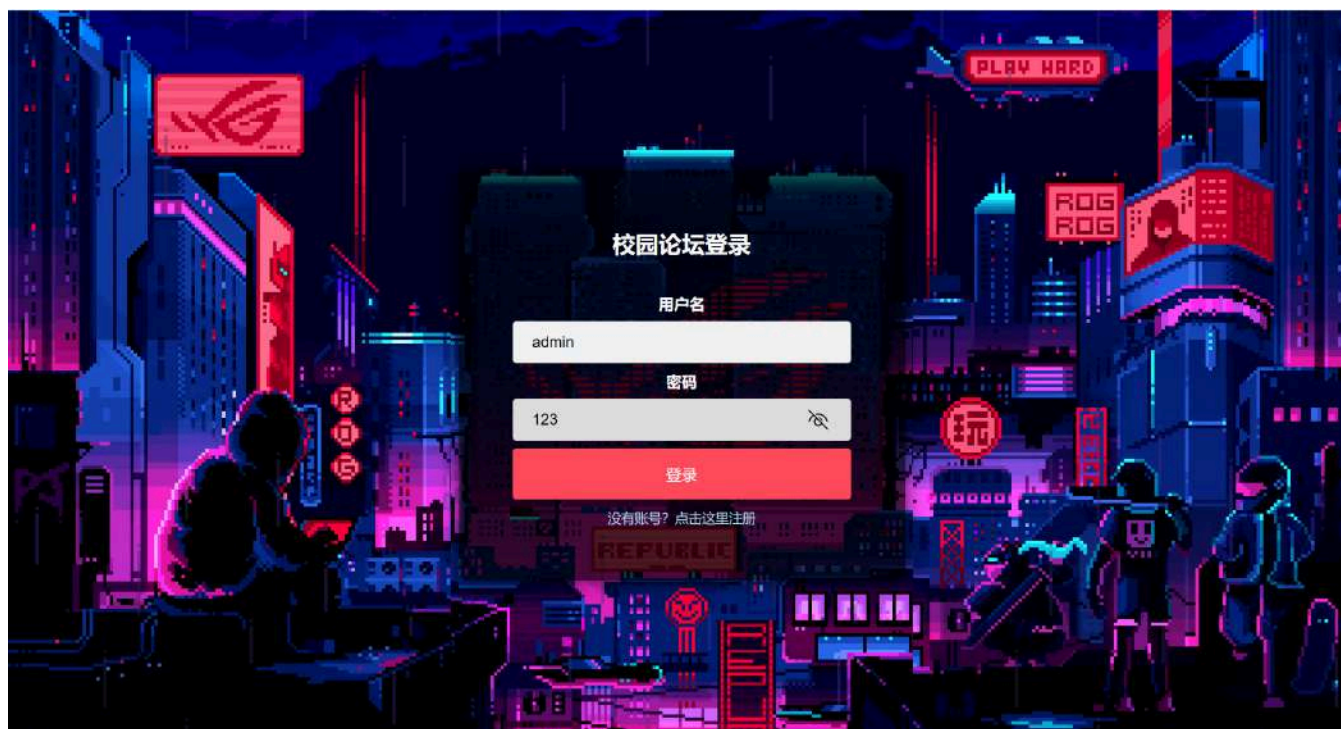 PLAY HARD
ROG
ROG
校园论坛登录
用户名
admin
密码
123
登录
没有账号？点击这里注册
R
O
G
玩
REPUBLIC